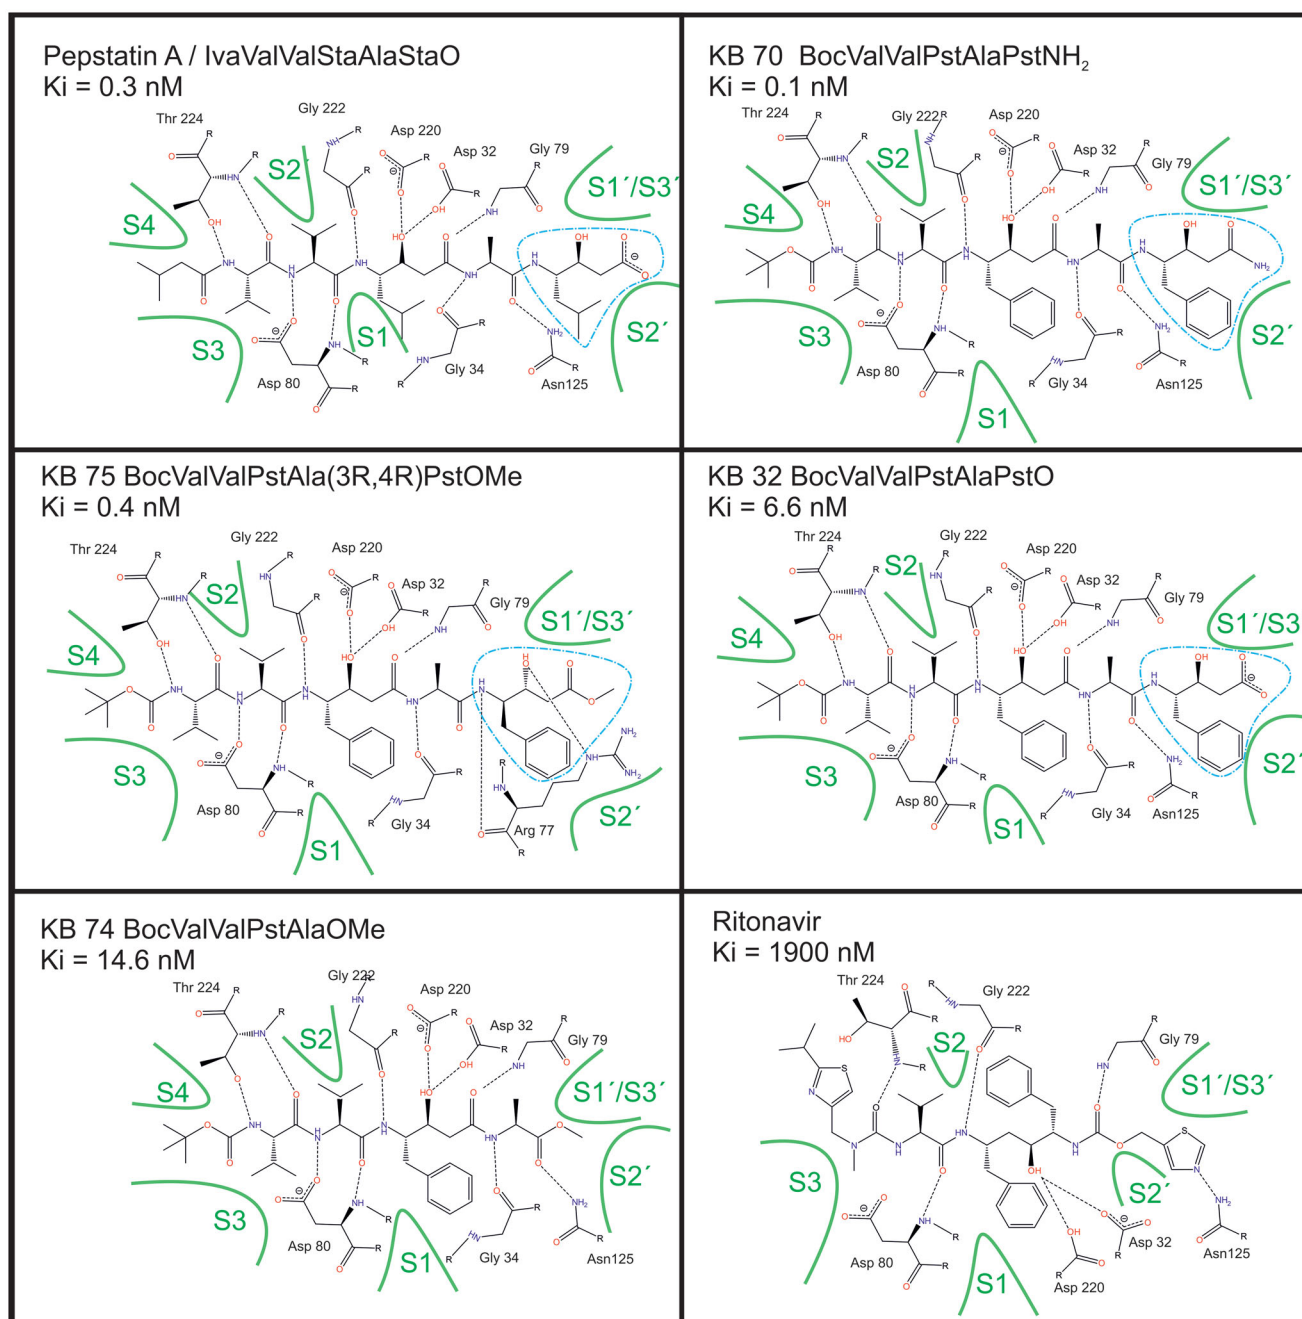 Pepstatin A / IvaValValStaAlaStaO
Ki = 0.3 nM
Thr 224
Gly 222
Asp 220
Asp 32
Gly 79
S4
S2
S1´/S3´
S3
S1
S2´
Asp 80
Gly 34
Asn125
KB 70 BocValValPstAlaPstNH₂
Ki = 0.1 nM
Thr 224
Gly 222
Asp 220
Asp 32
Gly 79
S4
S2
S1´/S3´
S3
S2´
Asp 80
Gly 34
Asn125
S1
KB 75 BocValValPstAla(3R,4R)PstOMe
Ki = 0.4 nM
Thr 224
Gly 222
Asp 220
Asp 32
Gly 79
S4
S2
S1´/S3´
S3
S2´
Asp 80
Gly 34
Arg 77
S1
KB 32 BocValValPstAlaPstO
Ki = 6.6 nM
Thr 224
Gly 222
Asp 220
Asp 32
Gly 79
S4
S2
S1´/S3´
S3
S2´
Asp 80
Gly 34
Asn125
S1
KB 74 BocValValPstAlaOMe
Ki = 14.6 nM
Thr 224
Gly 222
Asp 220
Asp 32
Gly 79
S4
S2
S1´/S3´
S3
S2´
Asp 80
S1
Gly 34
Asn125
Ritonavir
Ki = 1900 nM
Thr 224
Gly 222
Gly 79
S2
S1´/S3´
S3
S2´
Asp 80
S1
Asp 220
Asp 32
Asn125